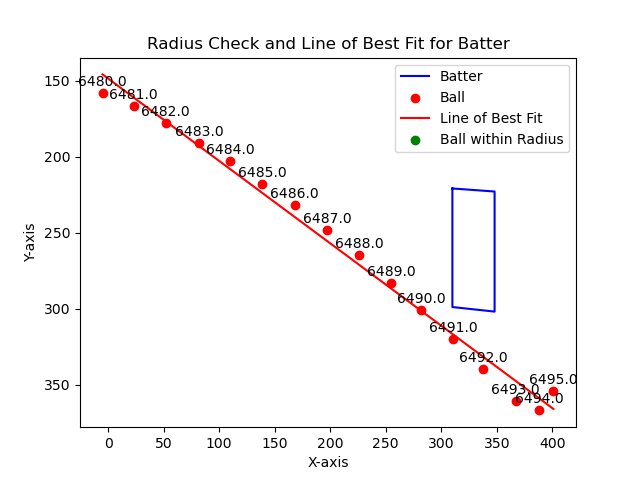 Radius Check and Line of Best Fit for Batter
Batter
Ball
Line of Best Fit
Ball within Radius
6480.0
6481.0
6482.0
6483.0
6484.0
6485.0
6486.0
6487.0
6488.0
6489.0
6490.0
6491.0
6492.0
6493.0
6494.0
6495.0
150
200
250
300
350
Y-axis
0 50 100 150 200 250 300 350 400
X-axis